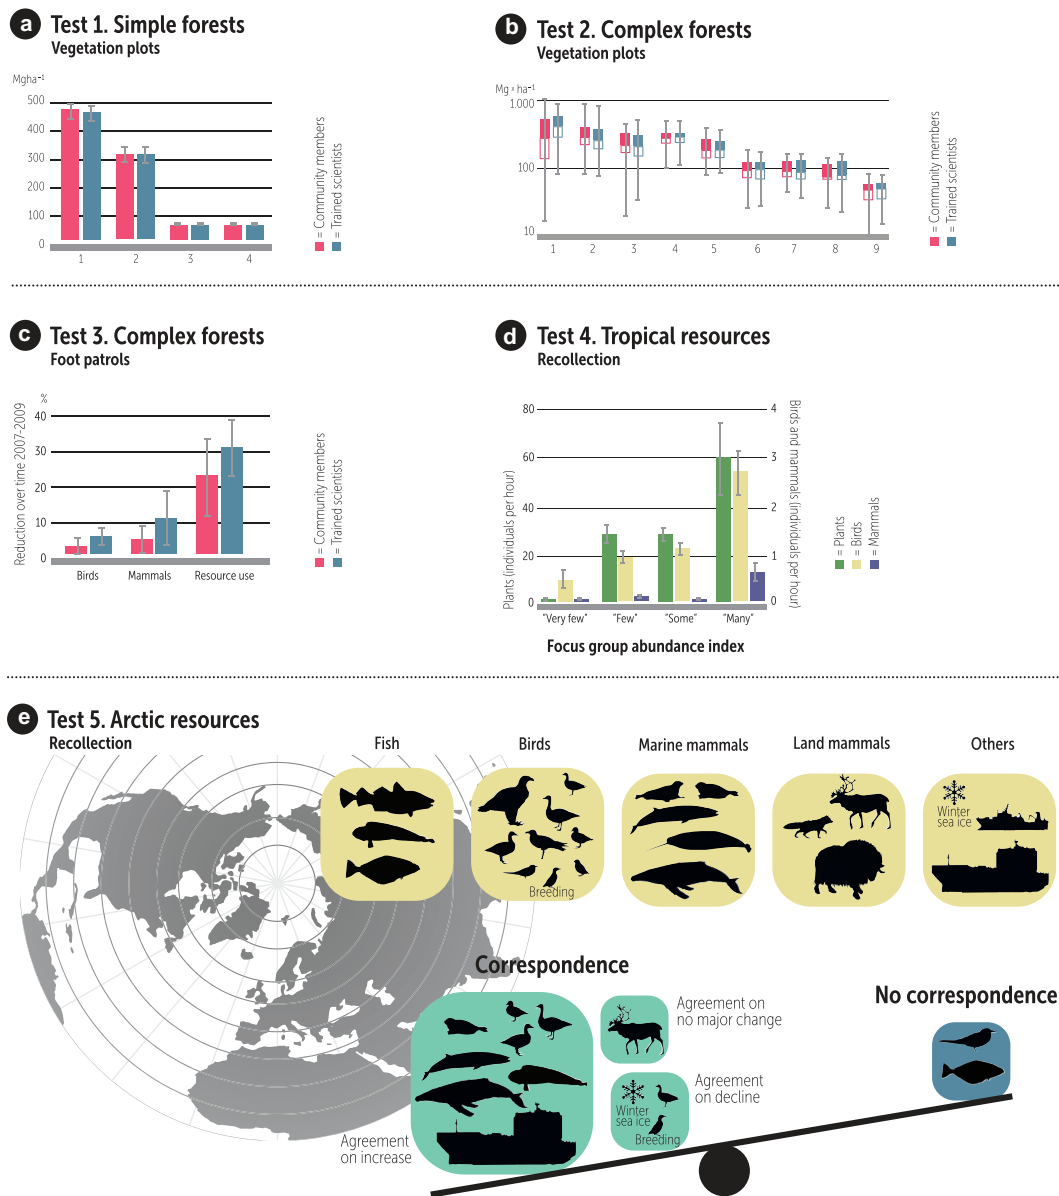 a Test 1. Simple forests
Vegetation plots
Mgha⁻¹
500
400
300
200
100
0
1 2 3 4
= Community members
= Trained scientists
b Test 2. Complex forests
Vegetation plots
Mg × ha⁻¹
1.000
100
10
1 2 3 4 5 6 7 8 9
= Community members
= Trained scientists
c Test 3. Complex forests
Foot patrols
%
Reduction over time 2007-2009
40
30
20
10
0
Birds Mammals Resource use
= Community members
= Trained scientists
d Test 4. Tropical resources
Recollection
Plants (individuals per hour)
80
60
40
20
0
4
3
2
1
0
Birds and mammals (individuals per hour)
"Very few" "Few" "Some" "Many"
Focus group abundance index
= Plants
= Birds
= Mammals
e Test 5. Arctic resources
Recollection
Fish
Birds
Marine mammals
Land mammals
Others
Breeding
Winter
sea ice
Correspondence
No correspondence
Agreement on
no major change
Agreement
on decline
Winter
sea ice
Breeding
Agreement
on increase